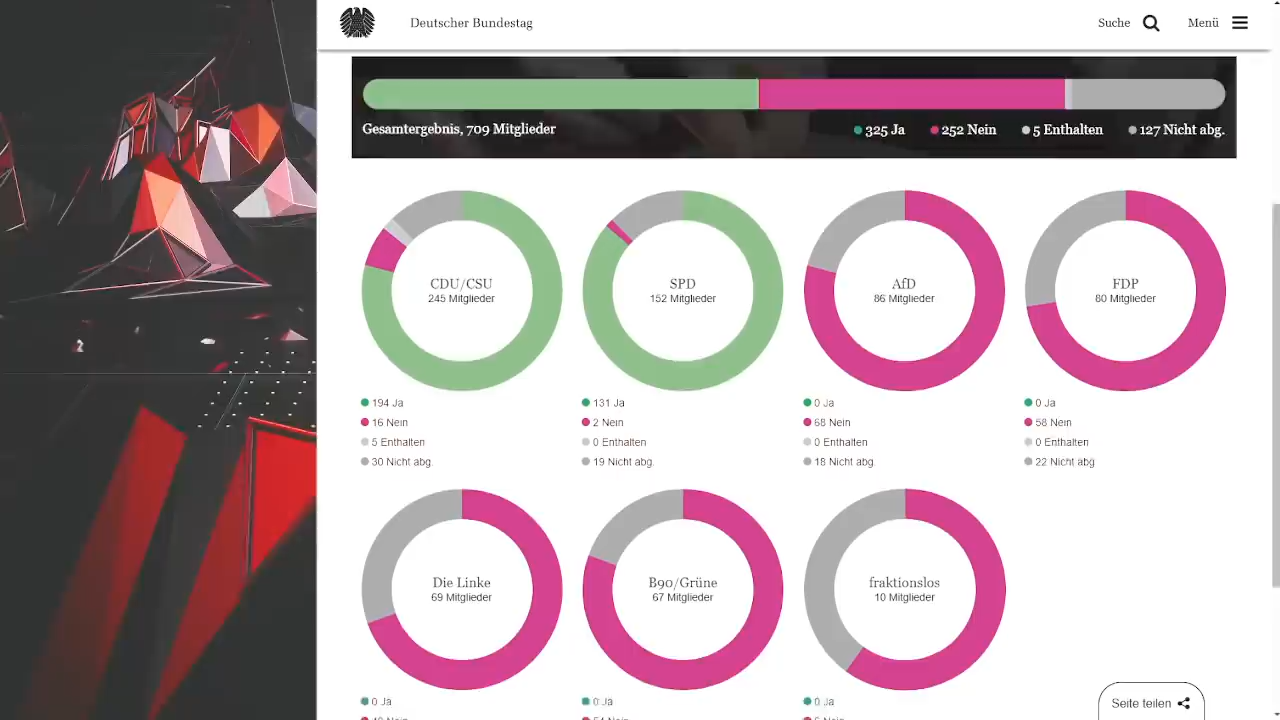 Deutscher Bundestag
Suche
Menü
Gesamtergebnis, 709 Mitglieder
325 Ja
252 Nein
5 Enthalten
127 Nicht abg.
CDU/CSU
245 Mitglieder
194 Ja
16 Nein
5 Enthalten
30 Nicht abg.
SPD
152 Mitglieder
131 Ja
2 Nein
0 Enthalten
19 Nicht abg.
AfD
86 Mitglieder
0 Ja
68 Nein
0 Enthalten
18 Nicht abg.
FDP
80 Mitglieder
0 Ja
58 Nein
0 Enthalten
22 Nicht abg
Die Linke
69 Mitglieder
0 Ja
B90/Grüne
67 Mitglieder
0 Ja
fraktionslos
10 Mitglieder
0 Ja
Seite teilen